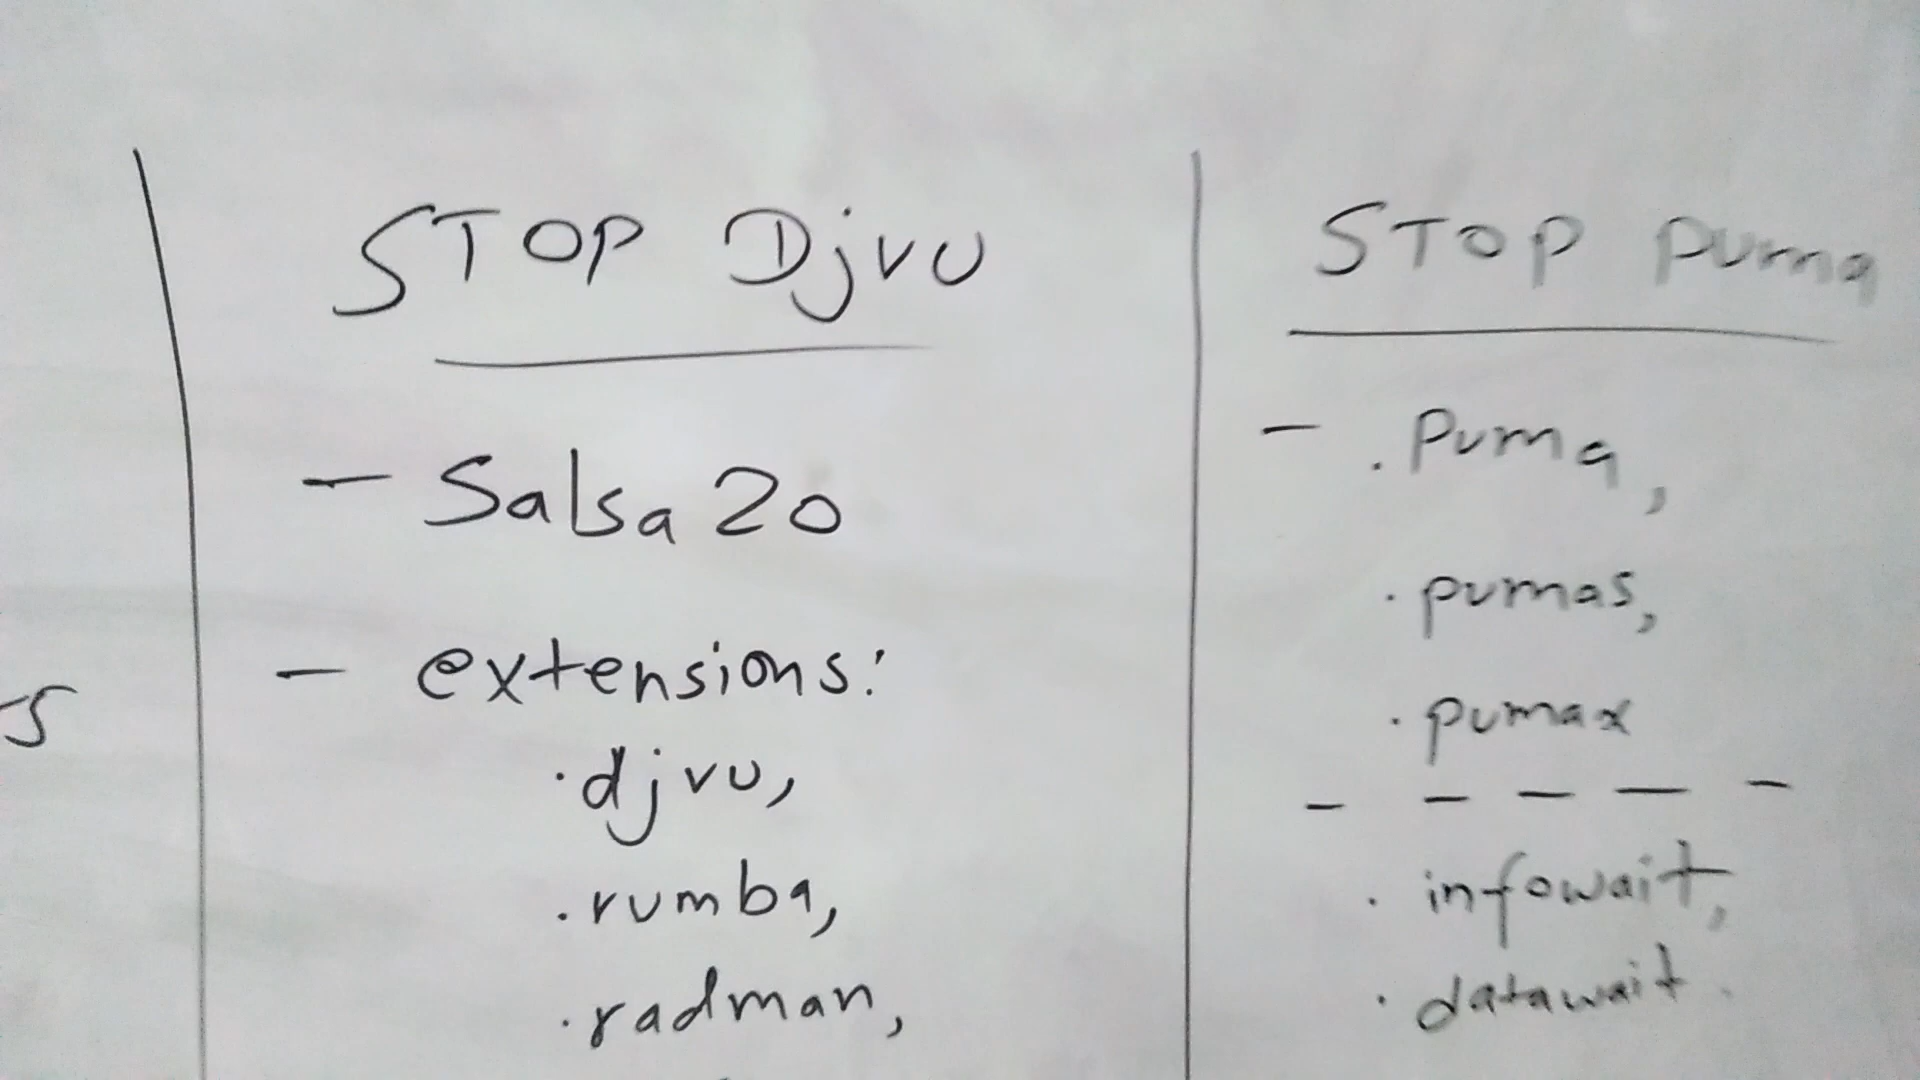 s
STOP Djvu
- Salsa20
- extensions:
.djvu,
.rumba,
.radman,
STOP puma
- .puma,
.pumas,
.pumax
- - - - -
.infowait,
.datawait.